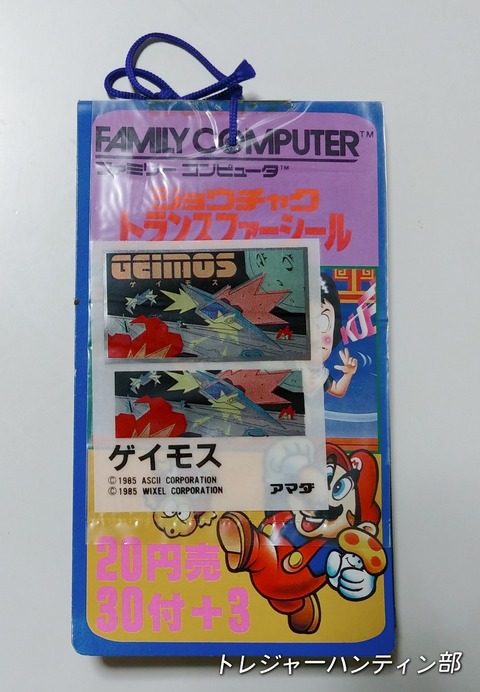 FAMILY COMPUTER™
ファミリー コンピュータ™
ショウチャク
トランスファーシール
GEIMOS
ゲイモス
ゲイモス
©1985 ASCII CORPORATION
©1985 WIXEL CORPORATION
アマダ
20円売
30付+3
トレジャーハンティン部